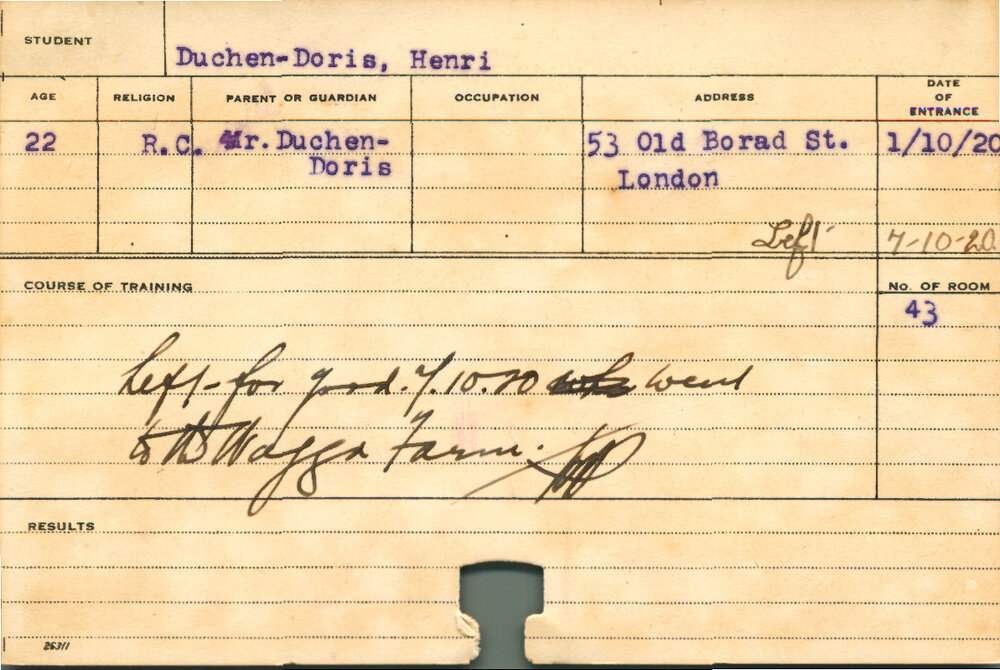 STUDENT
Duchen-Doris, Henri
AGE RELIGION PARENT OR GUARDIAN OCCUPATION ADDRESS DATE OF ENTRANCE
22 R.C. Mr. Duchen- 53 Old Borad St. 1/10/20
Doris London
Left 7-10-20
COURSE OF TRAINING No. OF ROOM
43
Left for good. 7.10.20 went
to Wagga Farm.
RESULTS
26311